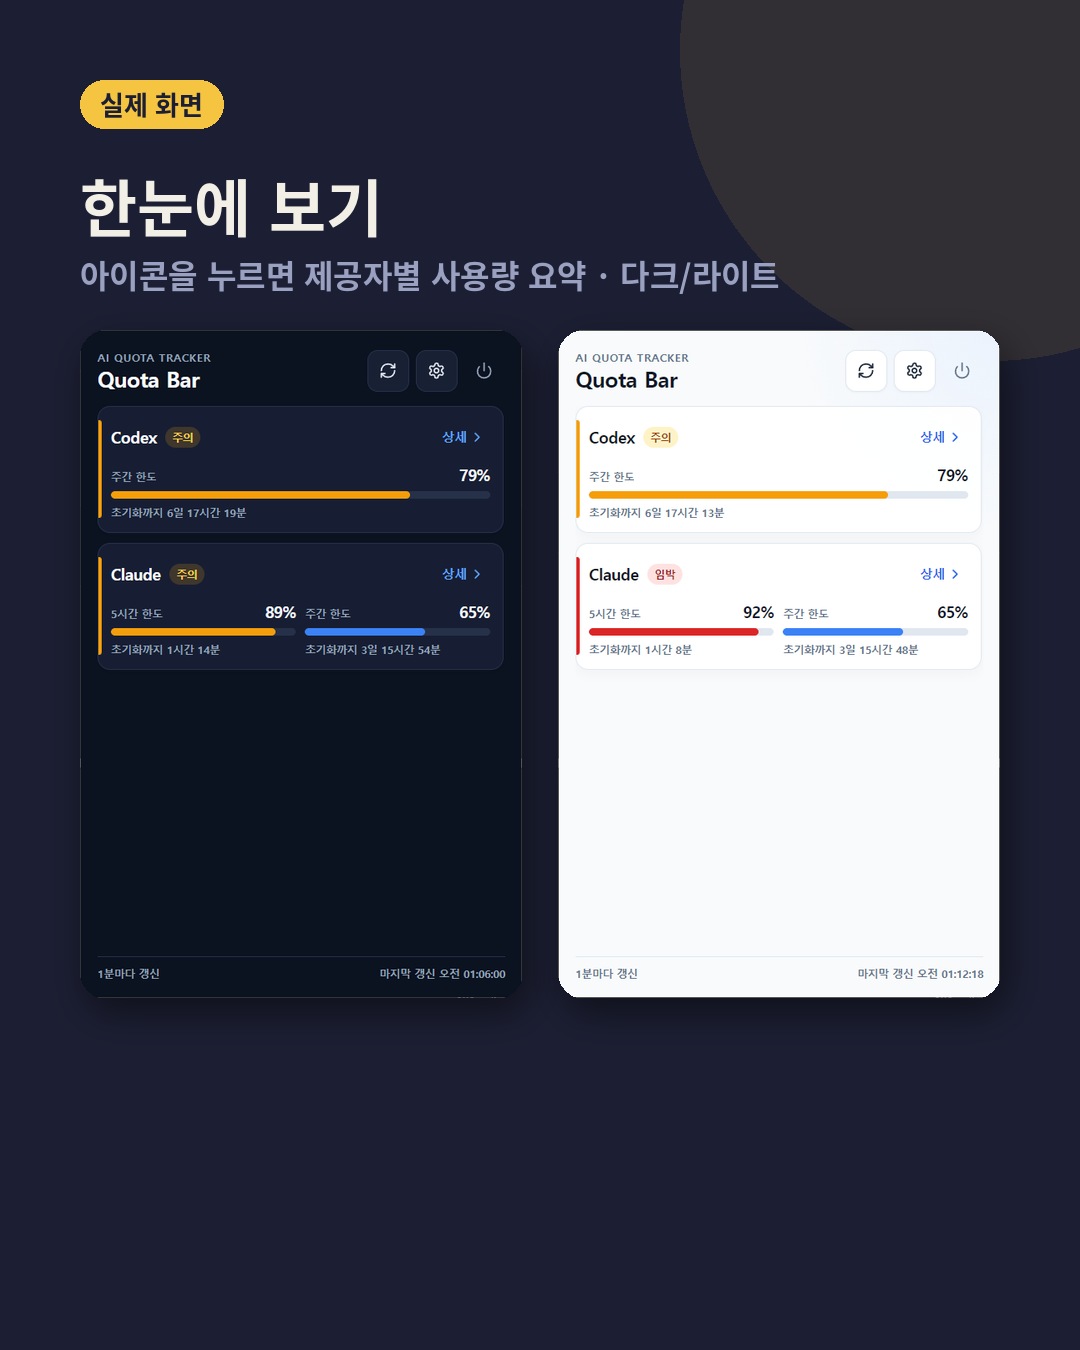 실제 화면
한눈에 보기
아이콘을 누르면 제공자별 사용량 요약 · 다크/라이트
AI QUOTA TRACKER
Quota Bar
Codex 주의 상세
주간 한도 79%
초기화까지 6일 17시간 19분
Claude 주의 상세
5시간 한도 89% 주간 한도 65%
초기화까지 1시간 14분 초기화까지 3일 15시간 54분
1분마다 갱신 마지막 갱신 오전 01:06:00
AI QUOTA TRACKER
Quota Bar
Codex 주의 상세
주간 한도 79%
초기화까지 6일 17시간 13분
Claude 임박 상세
5시간 한도 92% 주간 한도 65%
초기화까지 1시간 8분 초기화까지 3일 15시간 48분
1분마다 갱신 마지막 갱신 오전 01:12:18